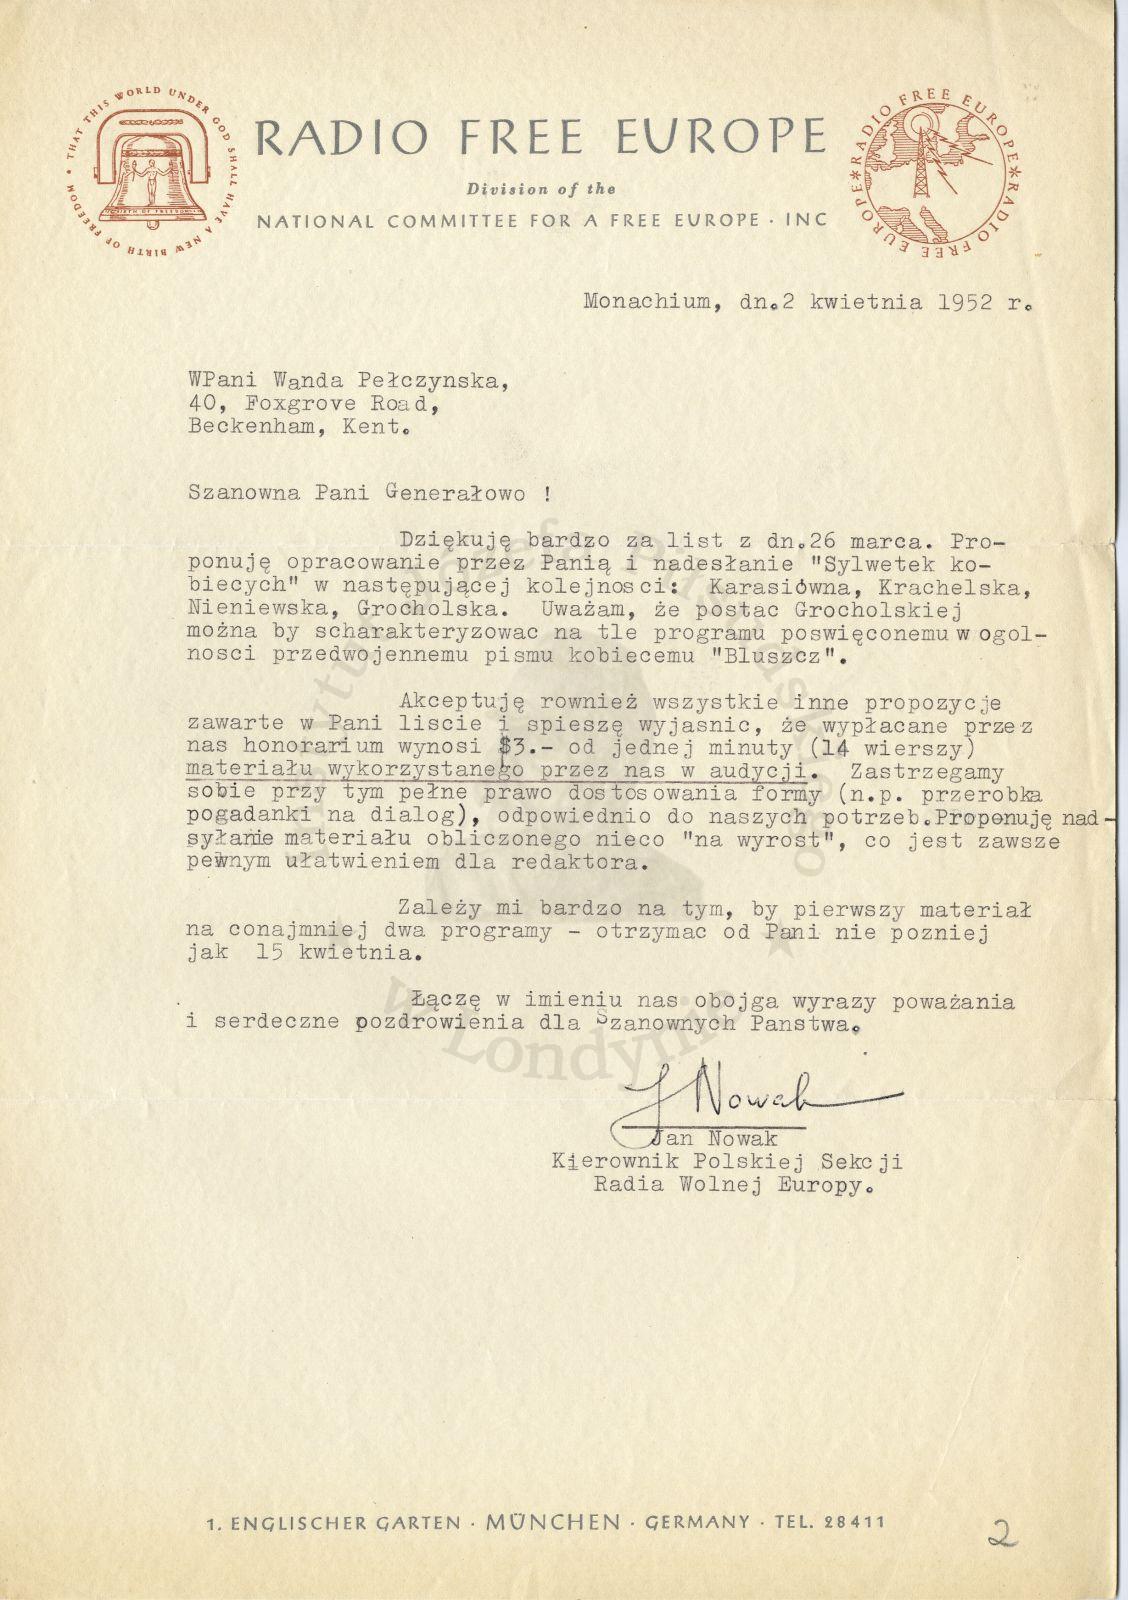 THAT THIS WORLD UNDER GOD SHALL HAVE A NEW BIRTH OF FREEDOM •
RADIO FREE EUROPE
Division of the
NATIONAL COMMITTEE FOR A FREE EUROPE · INC
RADIO FREE EUROPE * RADIO FREE EUROPE *
Monachium, dn.2 kwietnia 1952 r.
WPani Wanda Pełczynska,
40, Foxgrove Road,
Beckenham, Kent.
Szanowna Pani Generałowo !
Dziękuję bardzo za list z dn.26 marca. Pro-
ponuję opracowanie przez Panią i nadesłanie "Sylwetek ko-
biecych" w następującej kolejnosci: Karasiówna, Krachelska,
Nieniewska, Grocholska. Uważam, że postac Grocholskiej
można by scharakteryzowac na tle programu poswięconemu w ogol-
nosci przedwojennemu pismu kobiecemu "Bluszcz".
Akceptuję rownież wszystkie inne propozycje
zawarte w Pani liscie i spieszę wyjasnic, że wypłacane przez
nas honorarium wynosi $3.- od jednej minuty (14 wierszy)
materiału wykorzystanego przez nas w audycji. Zastrzegamy
sobie przy tym pełne prawo dostosowania formy (n.p. przerobka
pogadanki na dialog), odpowiednio do naszych potrzeb.Proponuję nad-
syłanie materiału obliczonego nieco "na wyrost", co jest zawsze
pewnym ułatwieniem dla redaktora.
Zależy mi bardzo na tym, by pierwszy materiał
na conajmniej dwa programy - otrzymac od Pani nie pozniej
jak 15 kwietnia.
Łączę w imieniu nas obojga wyrazy poważania
i serdeczne pozdrowienia dla Szanownych Panstwa.
J Nowak
Jan Nowak
Kierownik Polskiej Sekcji
Radia Wolnej Europy.
w Londynie
1. ENGLISCHER GARTEN · MÜNCHEN · GERMANY · TEL. 28411
2